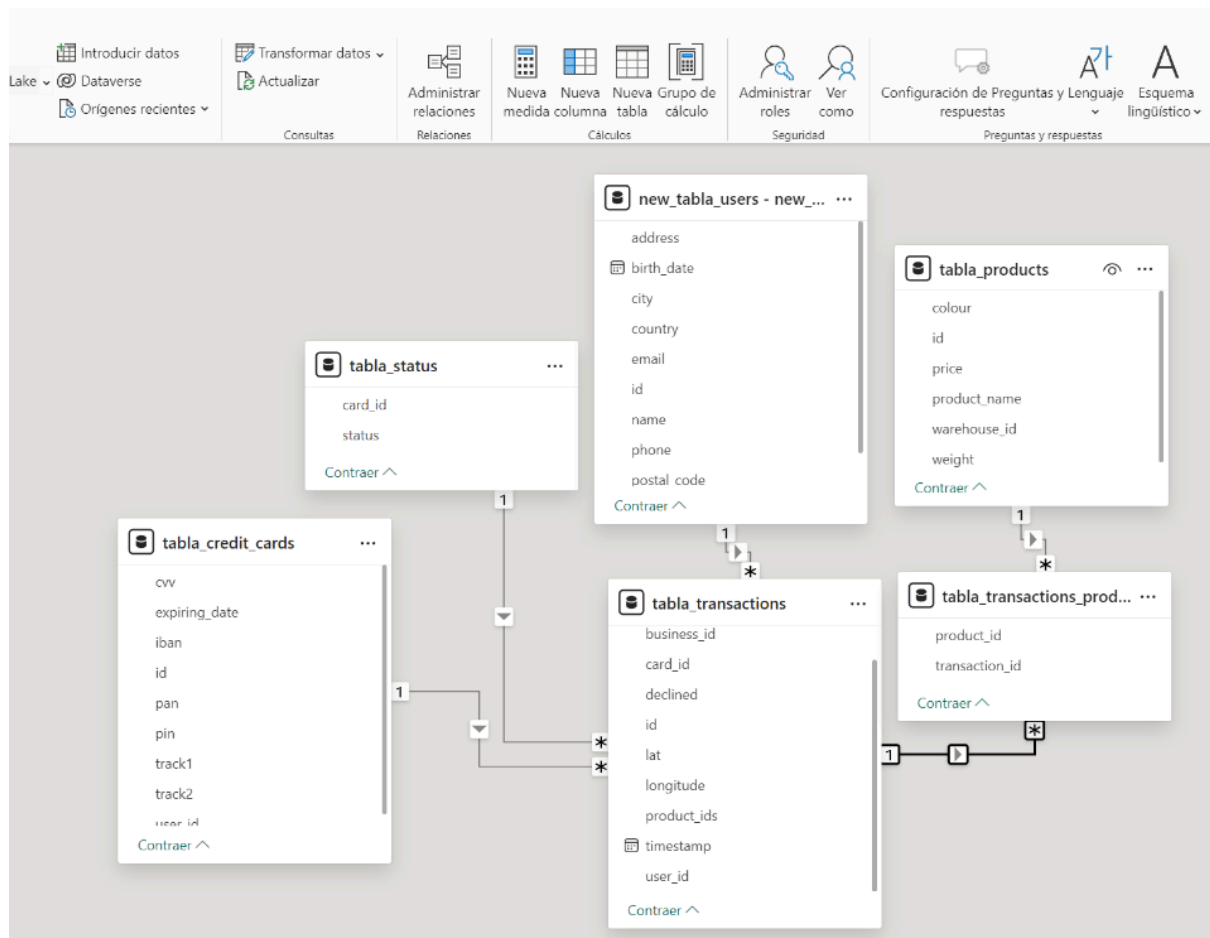 Introducir datos
Transformar datos
Lake
Dataverse
Actualizar
Orígenes recientes
Administrar
relaciones
Nueva
medida
Nueva
columna
Nueva
tabla
Grupo de
cálculo
Administrar
roles
Ver
como
Configuración de Preguntas y
respuestas
Lenguaje
Esquema
lingüístico
Consultas
Relaciones
Cálculos
Seguridad
Preguntas y respuestas
new_tabla_users - new_...
address
birth_date
city
country
email
id
name
phone
postal code
Contraer
tabla_products
colour
id
price
product_name
warehouse_id
weight
Contraer
tabla_status
card_id
status
Contraer
1
1
1
*
*
tabla_credit_cards
cvv
expiring_date
iban
id
pan
pin
track1
track2
user_id
Contraer
1
*
*
tabla_transactions
business_id
card_id
declined
id
lat
longitude
product_ids
timestamp
user_id
Contraer
tabla_transactions_prod...
product_id
transaction_id
Contraer
1
*